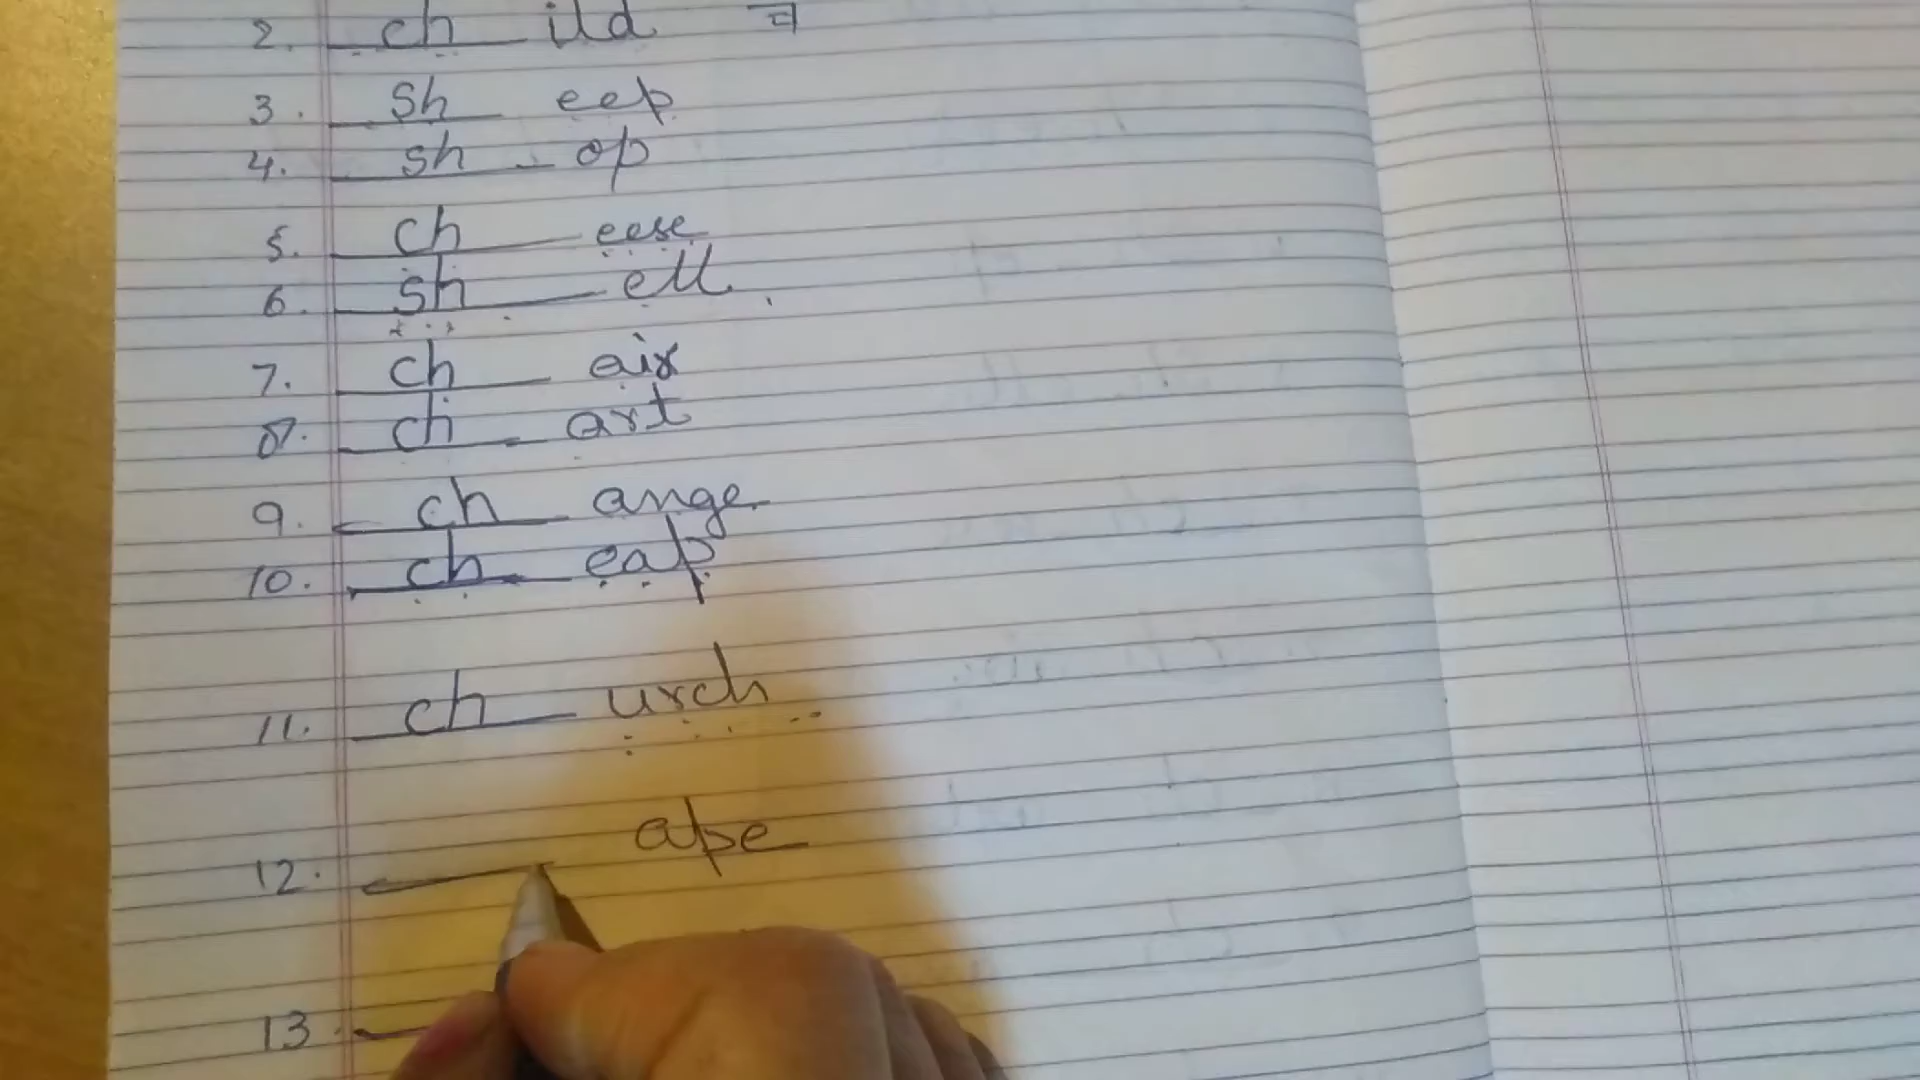 2. ch ild च
3. sh eep
4. sh op
5. ch eese
6. sh ell
7. ch air
8. ch art
9. ch ange
10. ch eap
11. ch urch
12. ape
13